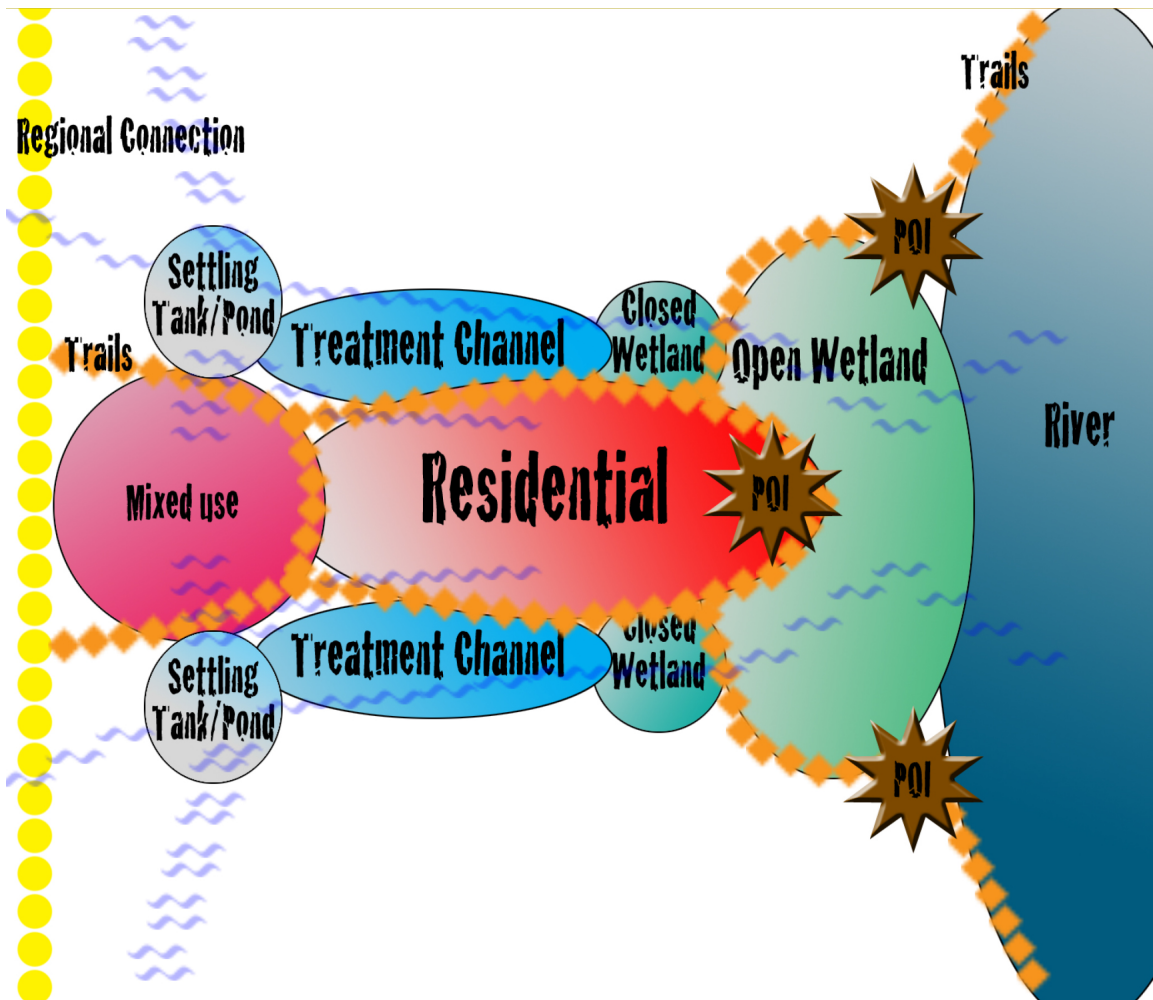 Trails
Regional Connection
POI
Settling
Tank/Pond
Closed
Wetland
Treatment Channel
Trails
Open Wetland
River
Residential
Mixed use
POI
Closed
Wetland
Treatment Channel
Settling
Tank/Pond
POI